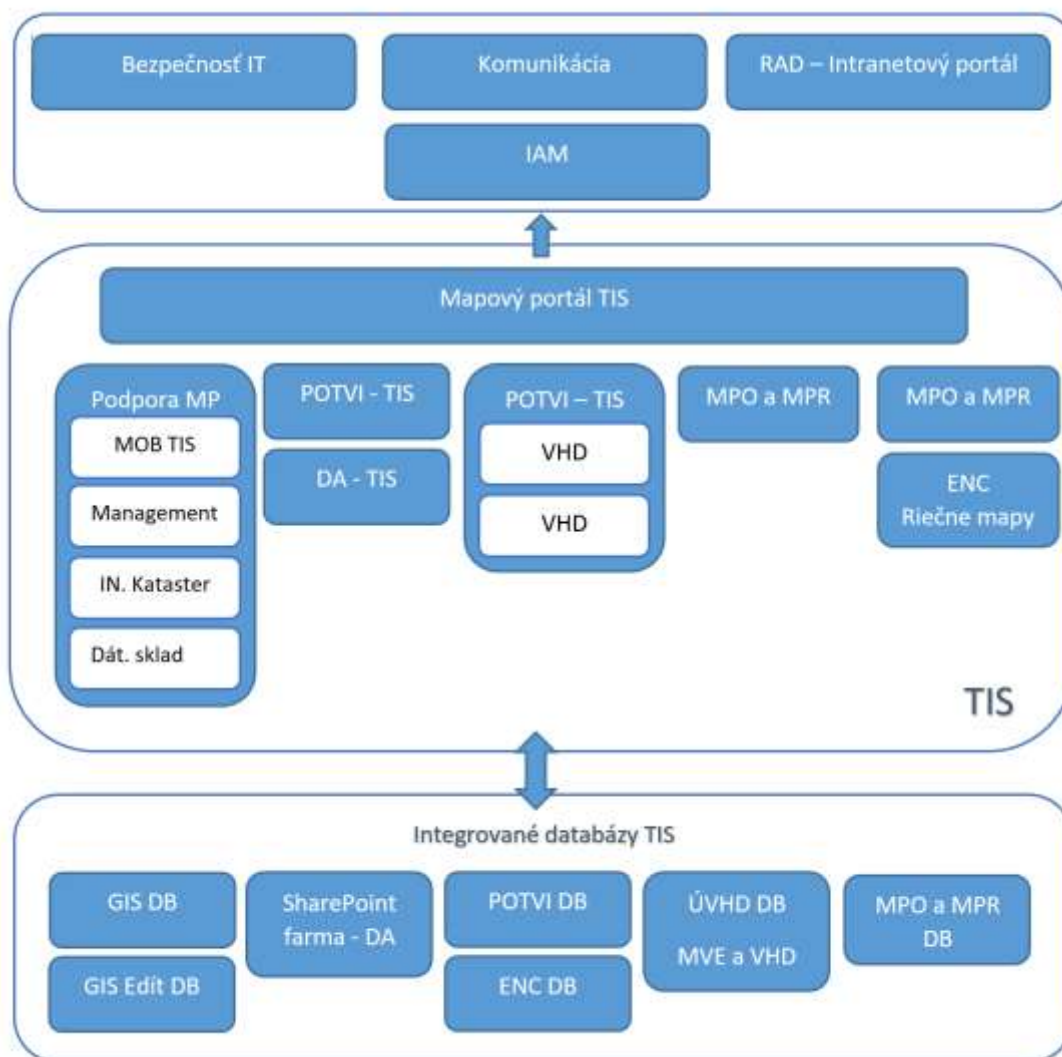 Bezpečnosť IT
Komunikácia
RAD – Intranetový portál
IAM
Mapový portál TIS
Podpora MP
MOB TIS
Management
IN. Kataster
Dát. sklad
POTVI - TIS
DA - TIS
POTVI – TIS
VHD
VHD
MPO a MPR
MPO a MPR
ENC
Riečne mapy
TIS
Integrované databázy TIS
GIS DB
GIS Edít DB
SharePoint
farma - DA
POTVI DB
ENC DB
ÚVHD DB
MVE a VHD
MPO a MPR
DB